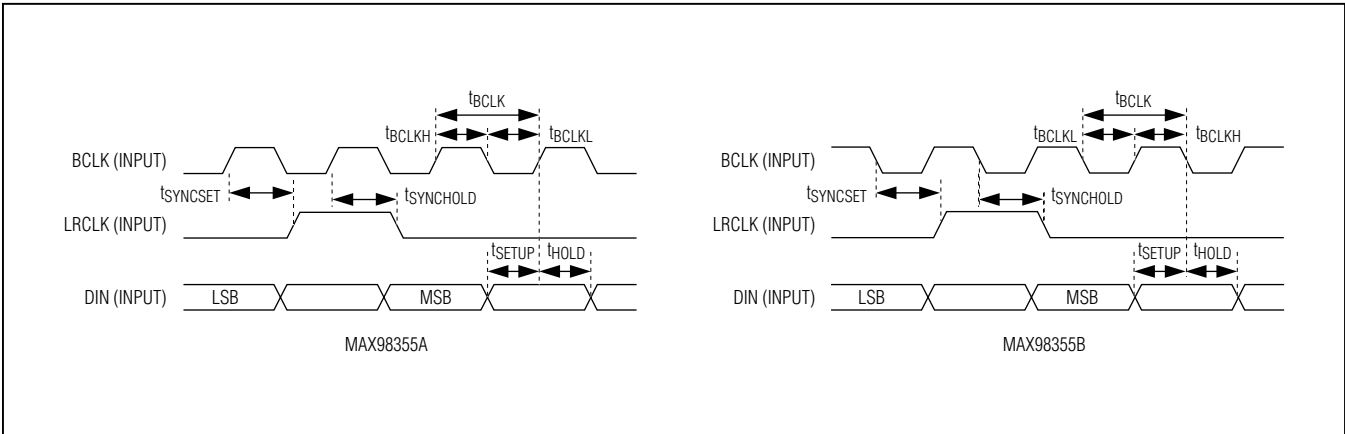 tBCLK
tBCLKH
tBCLKL
BCLK (INPUT)
tSYNCSET
tSYNCHOLD
LRCLK (INPUT)
tSETUP
tHOLD
DIN (INPUT)
LSB
MSB
MAX98355A
tBCLK
tBCLKL
tBCLKH
BCLK (INPUT)
tSYNCSET
tSYNCHOLD
LRCLK (INPUT)
tSETUP
tHOLD
DIN (INPUT)
LSB
MSB
MAX98355B